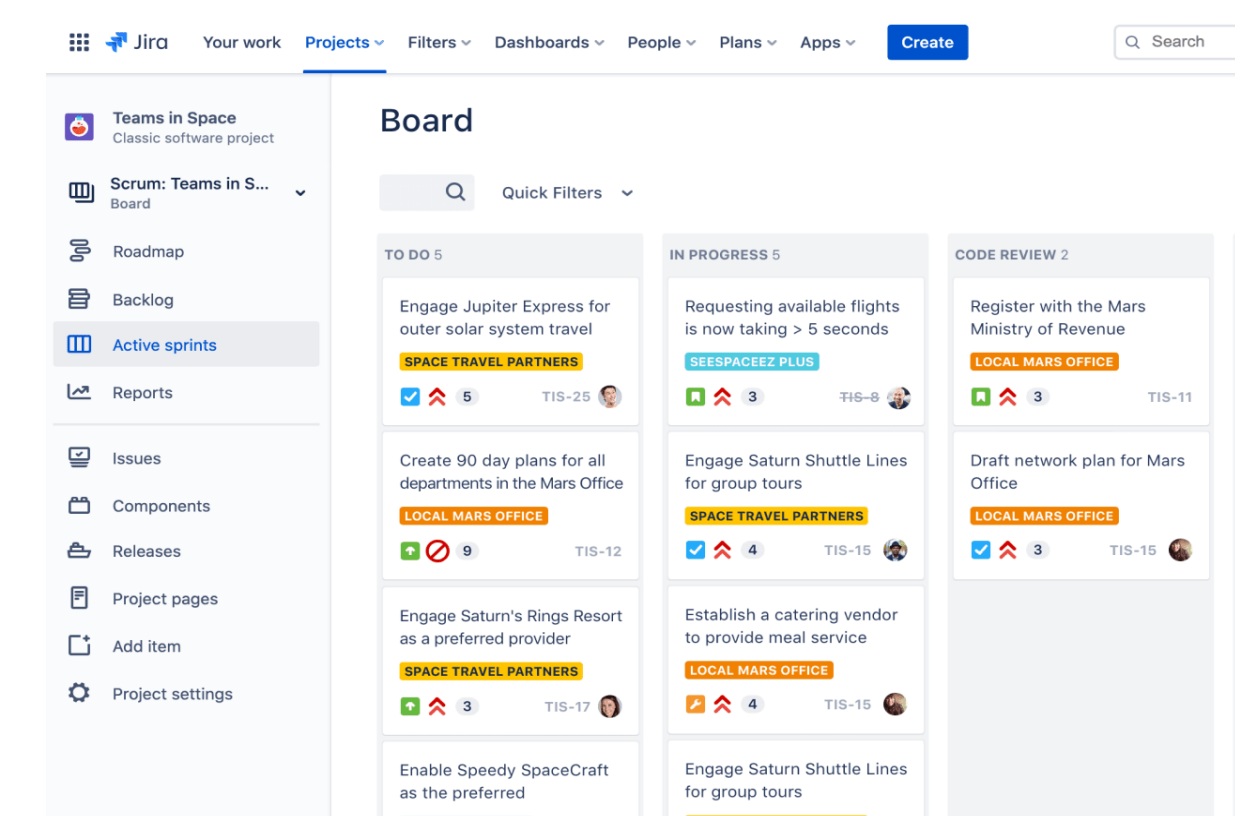 Jira Your work Projects Filters Dashboards People Plans Apps Create Search
Teams in Space
Classic software project
Scrum: Teams in S...
Board
Roadmap
Backlog
Active sprints
Reports
Issues
Components
Releases
Project pages
Add item
Project settings
Board
Quick Filters
TO DO 5
Engage Jupiter Express for
outer solar system travel
SPACE TRAVEL PARTNERS
5 TIS-25
Create 90 day plans for all
departments in the Mars Office
LOCAL MARS OFFICE
9 TIS-12
Engage Saturn's Rings Resort
as a preferred provider
SPACE TRAVEL PARTNERS
3 TIS-17
Enable Speedy SpaceCraft
as the preferred
IN PROGRESS 5
Requesting available flights
is now taking > 5 seconds
SEESPACEEZ PLUS
3 TIS-8
Engage Saturn Shuttle Lines
for group tours
SPACE TRAVEL PARTNERS
4 TIS-15
Establish a catering vendor
to provide meal service
LOCAL MARS OFFICE
4 TIS-15
Engage Saturn Shuttle Lines
for group tours
CODE REVIEW 2
Register with the Mars
Ministry of Revenue
LOCAL MARS OFFICE
3 TIS-11
Draft network plan for Mars
Office
LOCAL MARS OFFICE
3 TIS-15